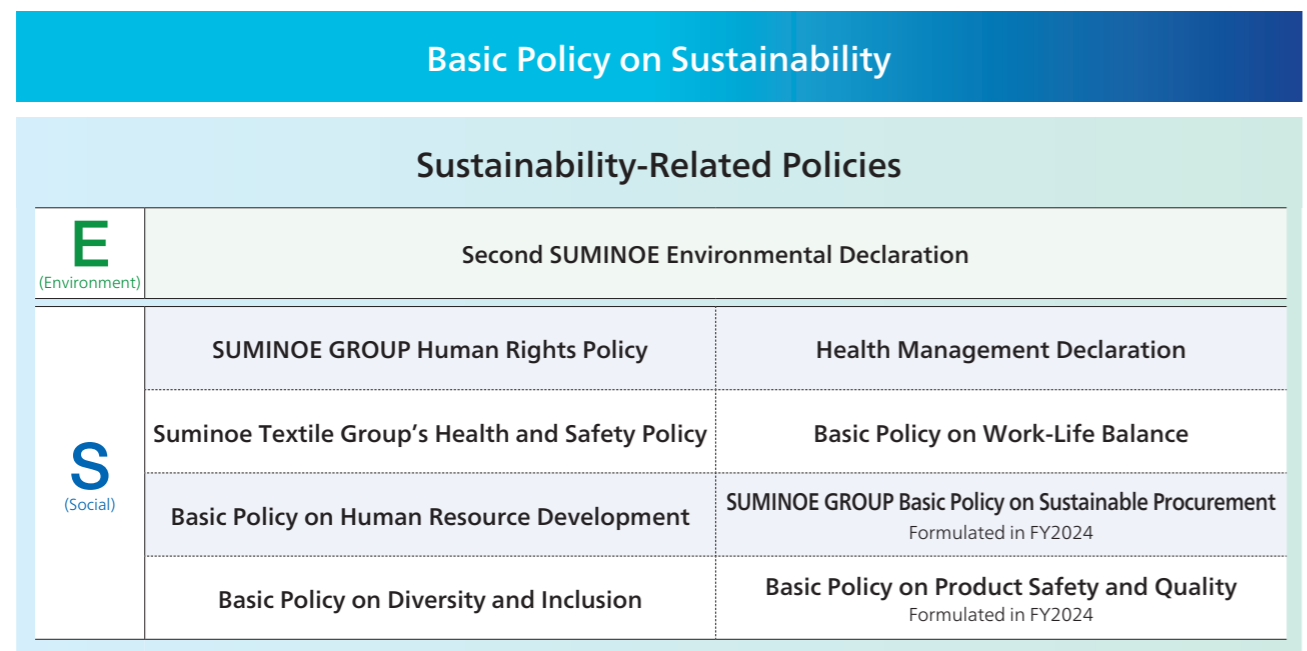 Basic Policy on Sustainability
Sustainability-Related Policies
E
(Environment)
Second SUMINOE Environmental Declaration
S
(Social)
SUMINOE GROUP Human Rights Policy
Health Management Declaration
Suminoe Textile Group’s Health and Safety Policy
Basic Policy on Work-Life Balance
Basic Policy on Human Resource Development
SUMINOE GROUP Basic Policy on Sustainable Procurement
Formulated in FY2024
Basic Policy on Diversity and Inclusion
Basic Policy on Product Safety and Quality
Formulated in FY2024